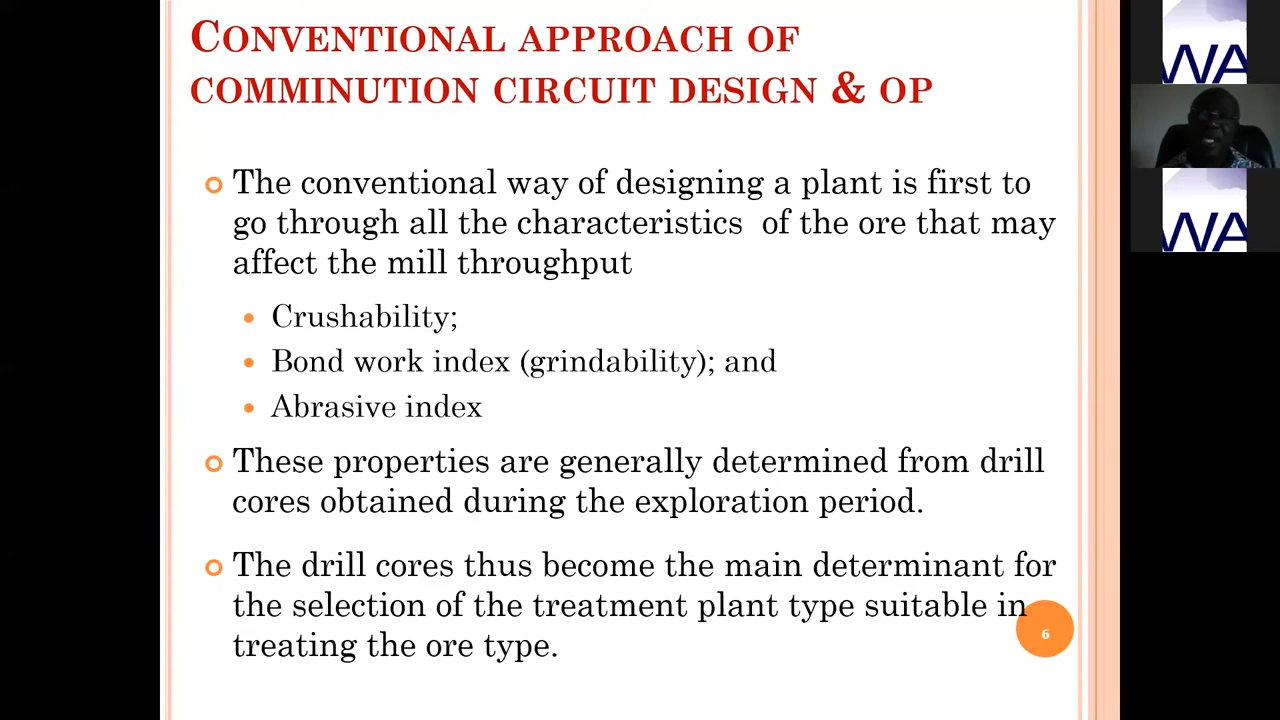 CONVENTIONAL APPROACH OF
COMMINUTION CIRCUIT DESIGN & OP
The conventional way of designing a plant is first to
go through all the characteristics of the ore that may
affect the mill throughput
Crushability;
Bond work index (grindability); and
Abrasive index
These properties are generally determined from drill
cores obtained during the exploration period.
The drill cores thus become the main determinant for
the selection of the treatment plant type suitable in
treating the ore type.
6
WA
WA